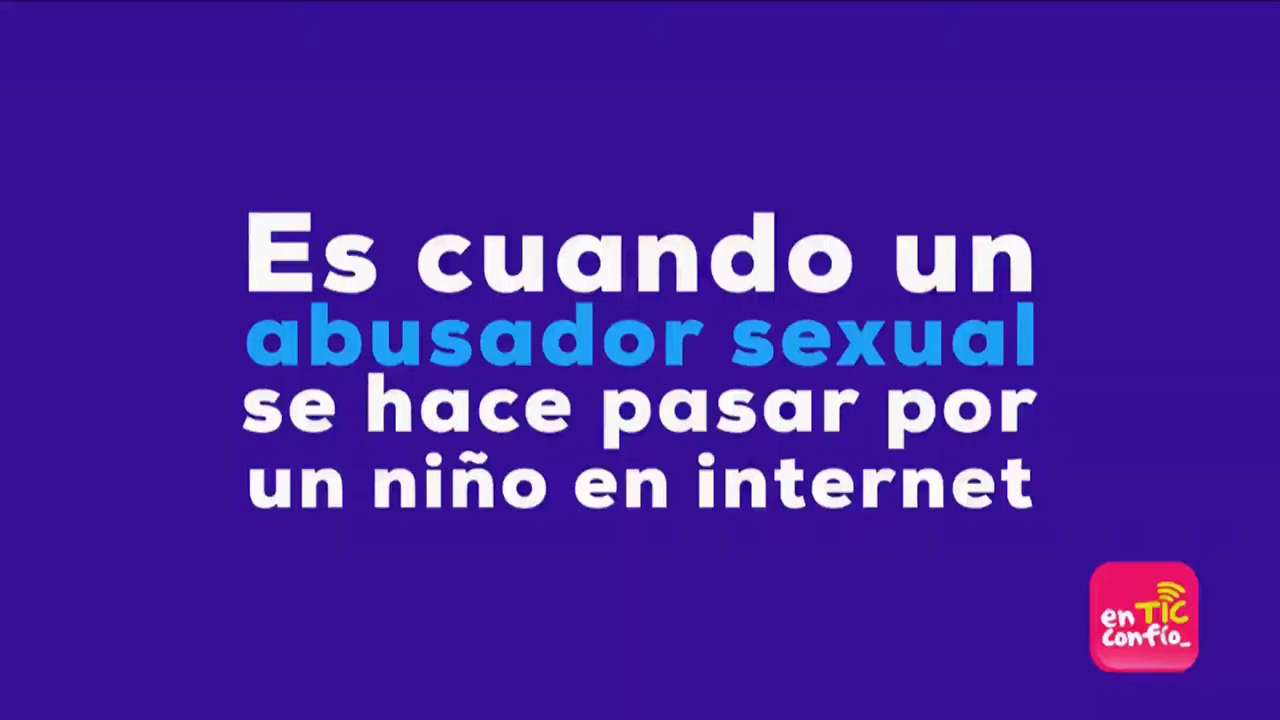 Es cuando un
abusador sexual
se hace pasar por
un niño en internet
en TIC
confío_